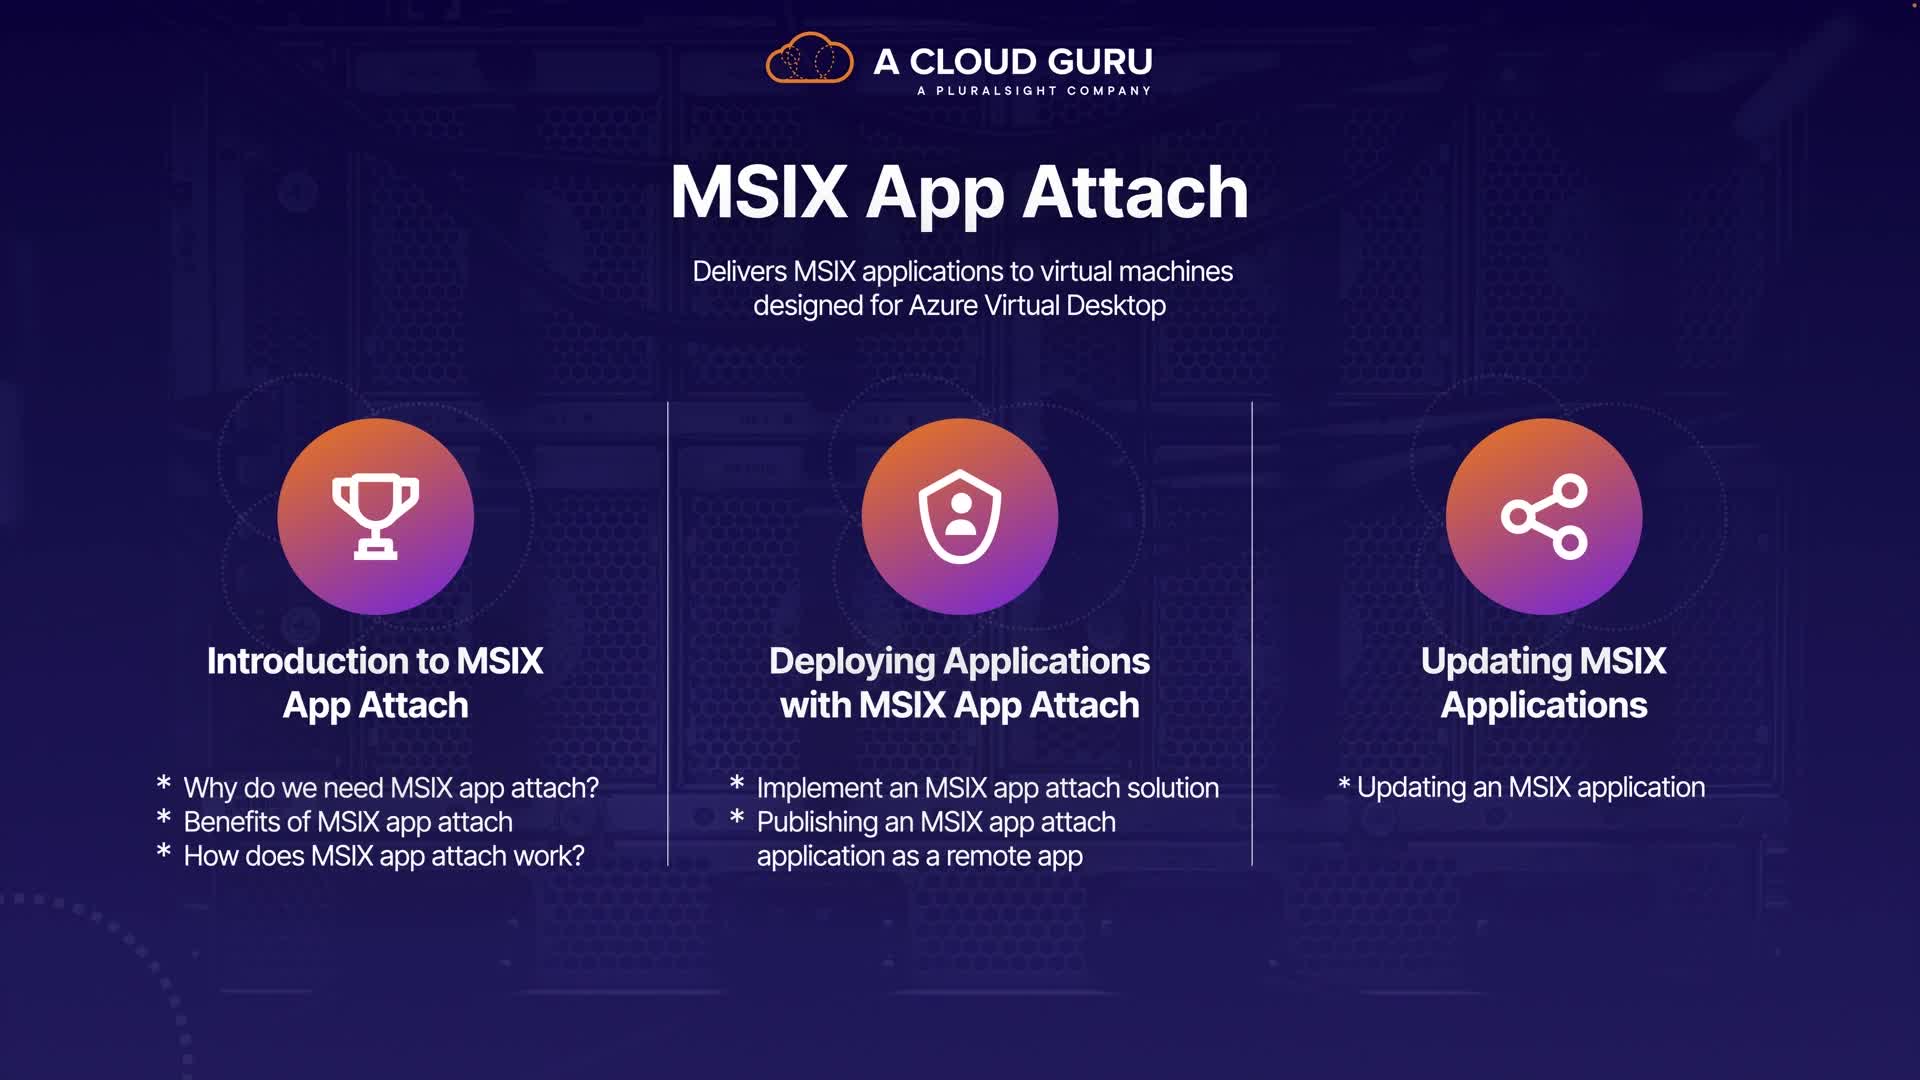 A CLOUD GURU
A PLURALSIGHT COMPANY
MSIX App Attach
Delivers MSIX applications to virtual machines
designed for Azure Virtual Desktop
Introduction to MSIX
App Attach
* Why do we need MSIX app attach?
* Benefits of MSIX app attach
* How does MSIX app attach work?
Deploying Applications
with MSIX App Attach
* Implement an MSIX app attach solution
* Publishing an MSIX app attach
application as a remote app
Updating MSIX
Applications
* Updating an MSIX application